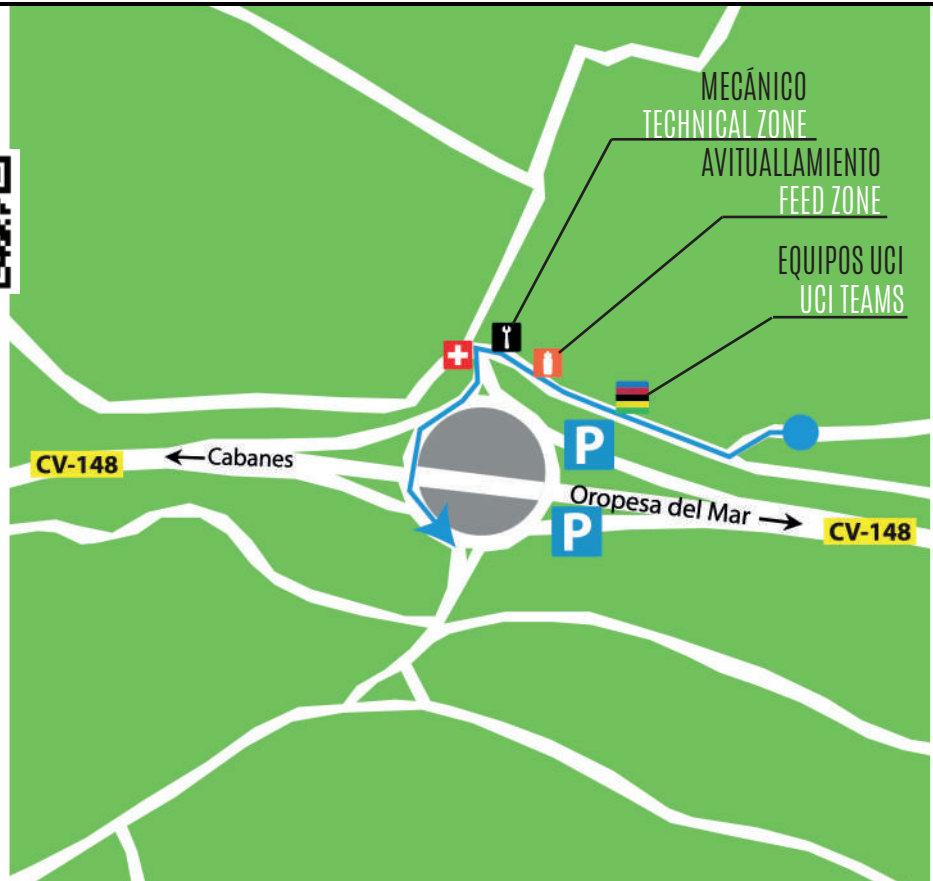 MECÁNICO
TECHNICAL ZONE
AVITUALLAMIENTO
FEED ZONE
EQUIPOS UCI
UCI TEAMS
P
CV-148
← Cabanes
Oropesa del Mar →
P
CV-148